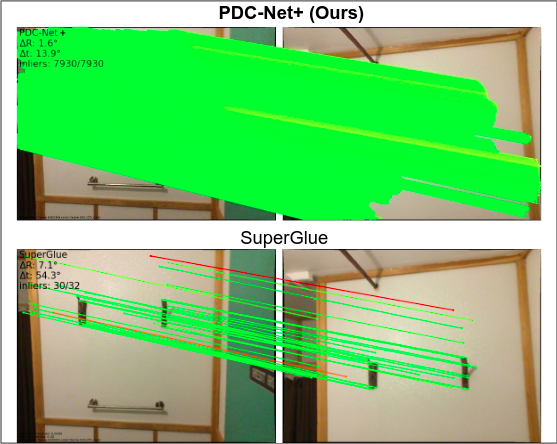 PDC-Net+ (Ours)
PDC-Net+
ΔR: 1.6°
Δt: 13.9°
inliers: 7930/7930
SuperGlue
SuperGlue
ΔR: 7.1°
Δt: 54.3°
inliers: 30/32